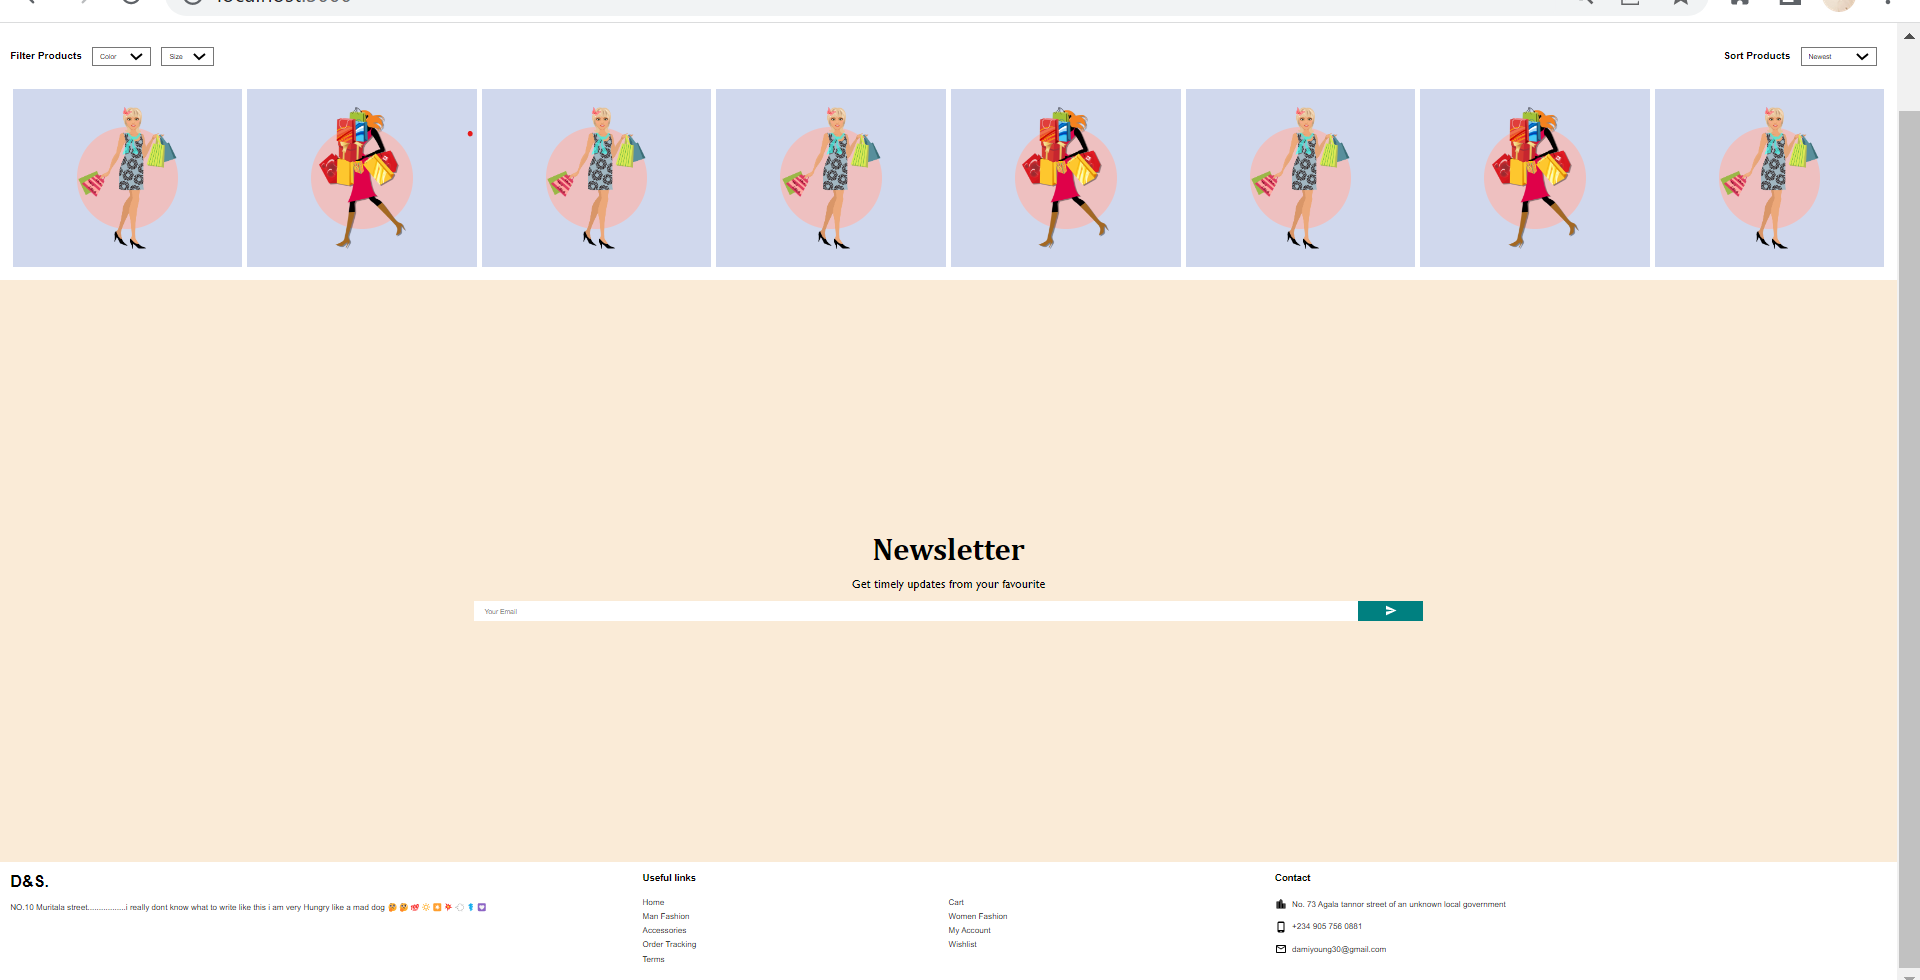 Filter Products Color Size Sort Products Newest
Newsletter
Get timely updates from your favourite
Your Email
D&S.
NO.10 Muritala street.................i really dont know what to write like this i am very Hungry like a mad dog
Useful links
Home Cart
Man Fashion Women Fashion
Accessories My Account
Order Tracking Wishlist
Terms
Contact
No. 73 Agala tannor street of an unknown local government
+234 905 756 0881
damiyoung30@gmail.com